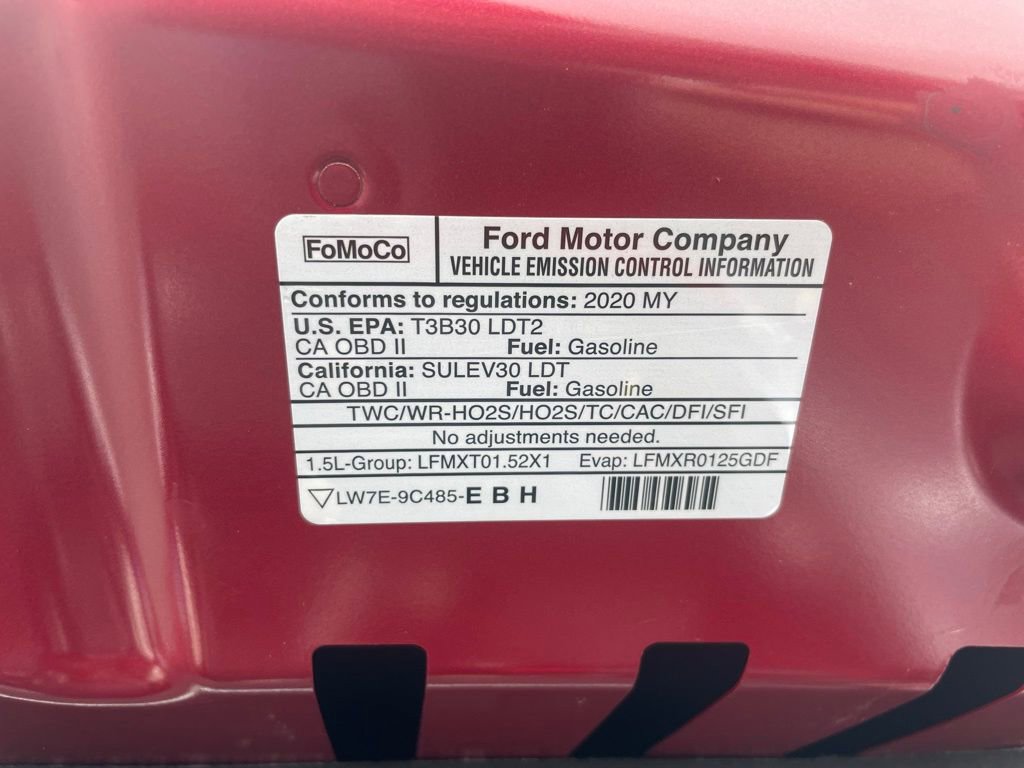 FoMoCo
Ford Motor Company
VEHICLE EMISSION CONTROL INFORMATION
Conforms to regulations: 2020 MY
U.S. EPA: T3B30 LDT2
CA OBD II Fuel: Gasoline
California: SULEV30 LDT
CA OBD II Fuel: Gasoline
TWC/WR-HO2S/HO2S/TC/CAC/DFI/SFI
No adjustments needed.
1.5L-Group: LFMXT01.52X1 Evap: LFMXR0125GDF
LW7E-9C485-E B H